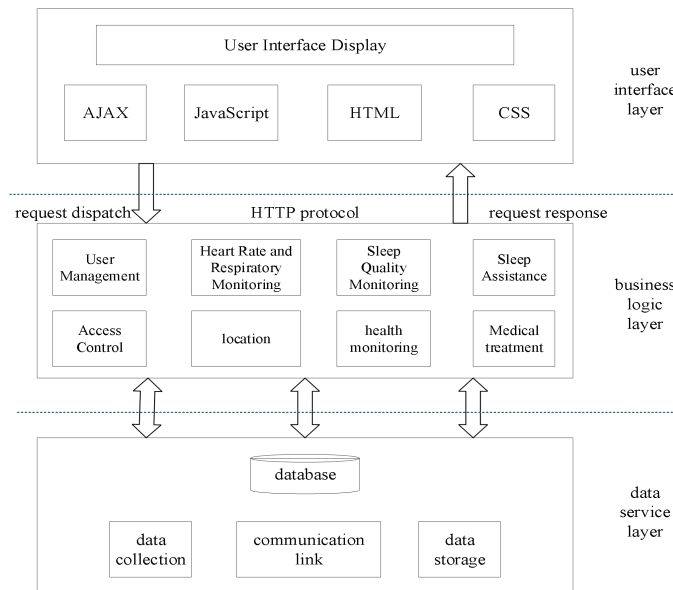 User Interface Display
AJAX
JavaScript
HTML
CSS
user
interface
layer
request dispatch
HTTP protocol
request response
User
Management
Heart Rate and
Respiratory
Monitoring
Sleep
Quality
Monitoring
Sleep
Assistance
Access
Control
location
health
monitoring
Medical
treatment
business
logic
layer
database
data
collection
communication
link
data
storage
data
service
layer